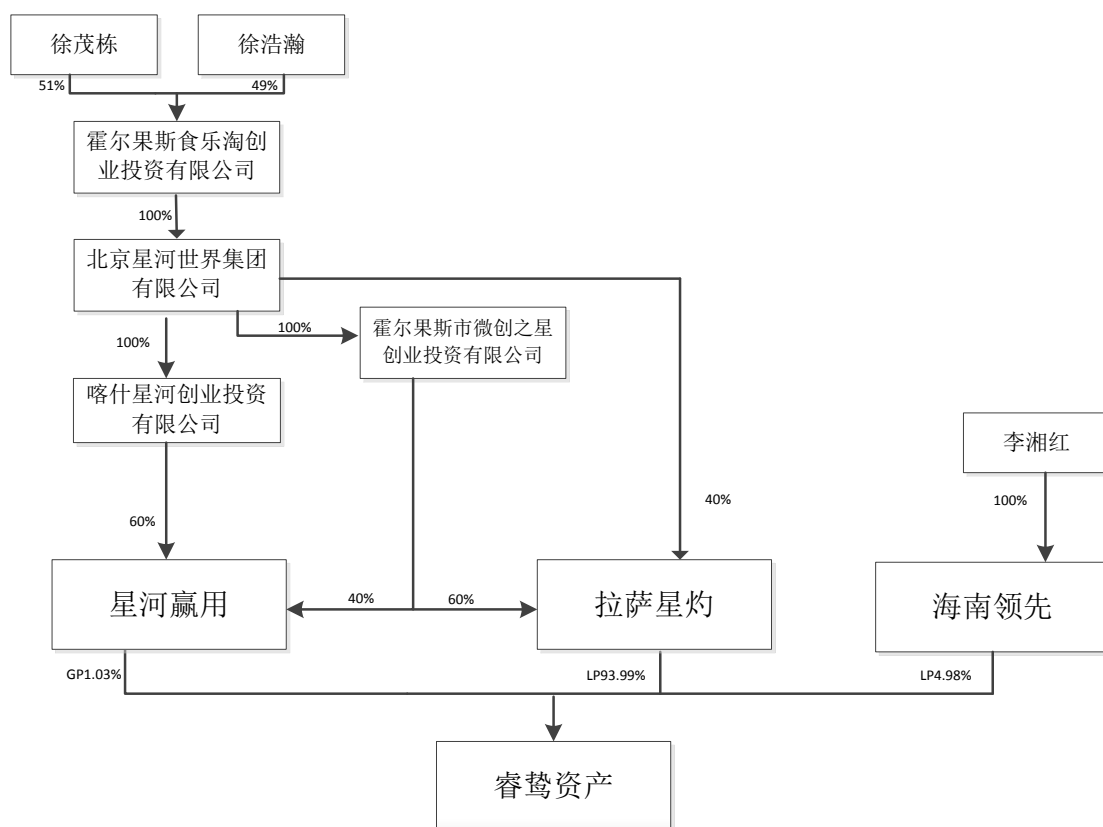 徐茂栋
徐浩瀚
51%
49%
霍尔果斯食乐淘创
业投资有限公司
100%
北京星河世界集团
有限公司
100%
霍尔果斯市微创之星
创业投资有限公司
100%
喀什星河创业投资
有限公司
李湘红
40%
100%
60%
星河赢用
40%
60%
拉萨星灼
海南领先
GP1.03%
LP93.99%
LP4.98%
睿鸷资产